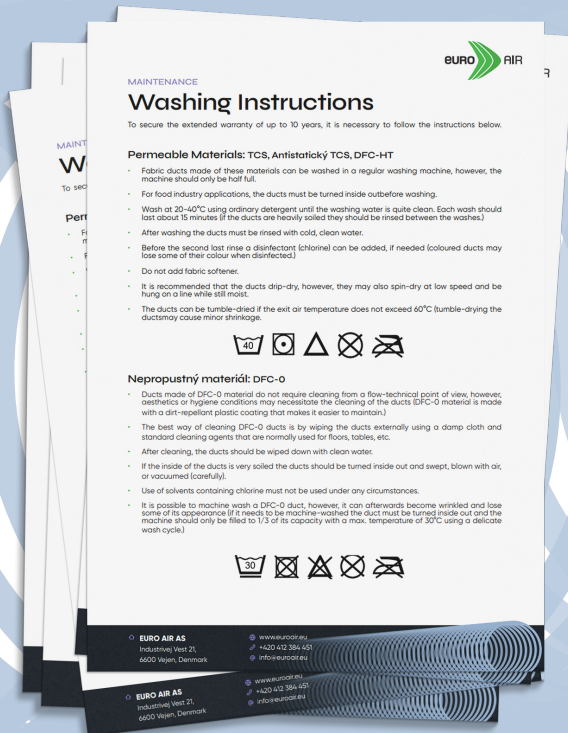 EURO AIR
R
MAINTENANCE
Washing Instructions
To secure the extended warranty of up to 10 years, it is necessary to follow the instructions below.
Permeable Materials: TCS, Antistatický TCS, DFC-HT
• Fabric ducts made of these materials can be washed in a regular washing machine, however, the
machine should only be half full.
• For food industry applications, the ducts must be turned inside outbefore washing.
• Wash at 20-40°C using ordinary detergent until the washing water is quite clean. Each wash should
last about 15 minutes (if the ducts are heavily soiled they should be rinsed between the washes.)
• After washing the ducts must be rinsed with cold, clean water.
• Before the second last rinse a disinfectant (chlorine) can be added, if needed (coloured ducts may
lose some of their colour when disinfected.)
• Do not add fabric softener.
• It is recommended that the ducts drip-dry, however, they may also spin-dry at low speed and be
hung on a line while still moist.
• The ducts can be tumble-dried if the exit air temperature does not exceed 60°C (tumble-drying the
ductsmay cause minor shrinkage.
40
Nepropustný materiál: DFC-0
• Ducts made of DFC-0 material do not require cleaning from a flow-technical point of view, however,
aesthetics or hygiene conditions may necessitate the cleaning of the ducts (DFC-0 material is made
with a dirt-repellant plastic coating that makes it easier to maintain.)
• The best way of cleaning DFC-0 ducts is by wiping the ducts externally using a damp cloth and
standard cleaning agents that are normally used for floors, tables, etc.
• After cleaning, the ducts should be wiped down with clean water.
• If the inside of the ducts is very soiled the ducts should be turned inside out and swept, blown with air,
or vacuumed (carefully).
• Use of solvents containing chlorine must not be used under any circumstances.
• It is possible to machine wash a DFC-0 duct, however, it can afterwards become wrinkled and lose
some of its appearance (if it needs to be machine-washed the duct must be turned inside out and the
machine should only be filled to 1/3 of its capacity with a max. temperature of 30°C using a delicate
wash cycle.)
30
EURO AIR AS
Industrivej Vest 21,
6600 Vejen, Denmark
www.euroair.eu
+420 412 384 451
info@euroair.eu
MAINT
W
To sec
Perr
EURO AIR AS
Industrivej Vest 21,
6600 Vejen, Denmark
www.euroair.eu
+420 412 384 451
info@euroair.eu